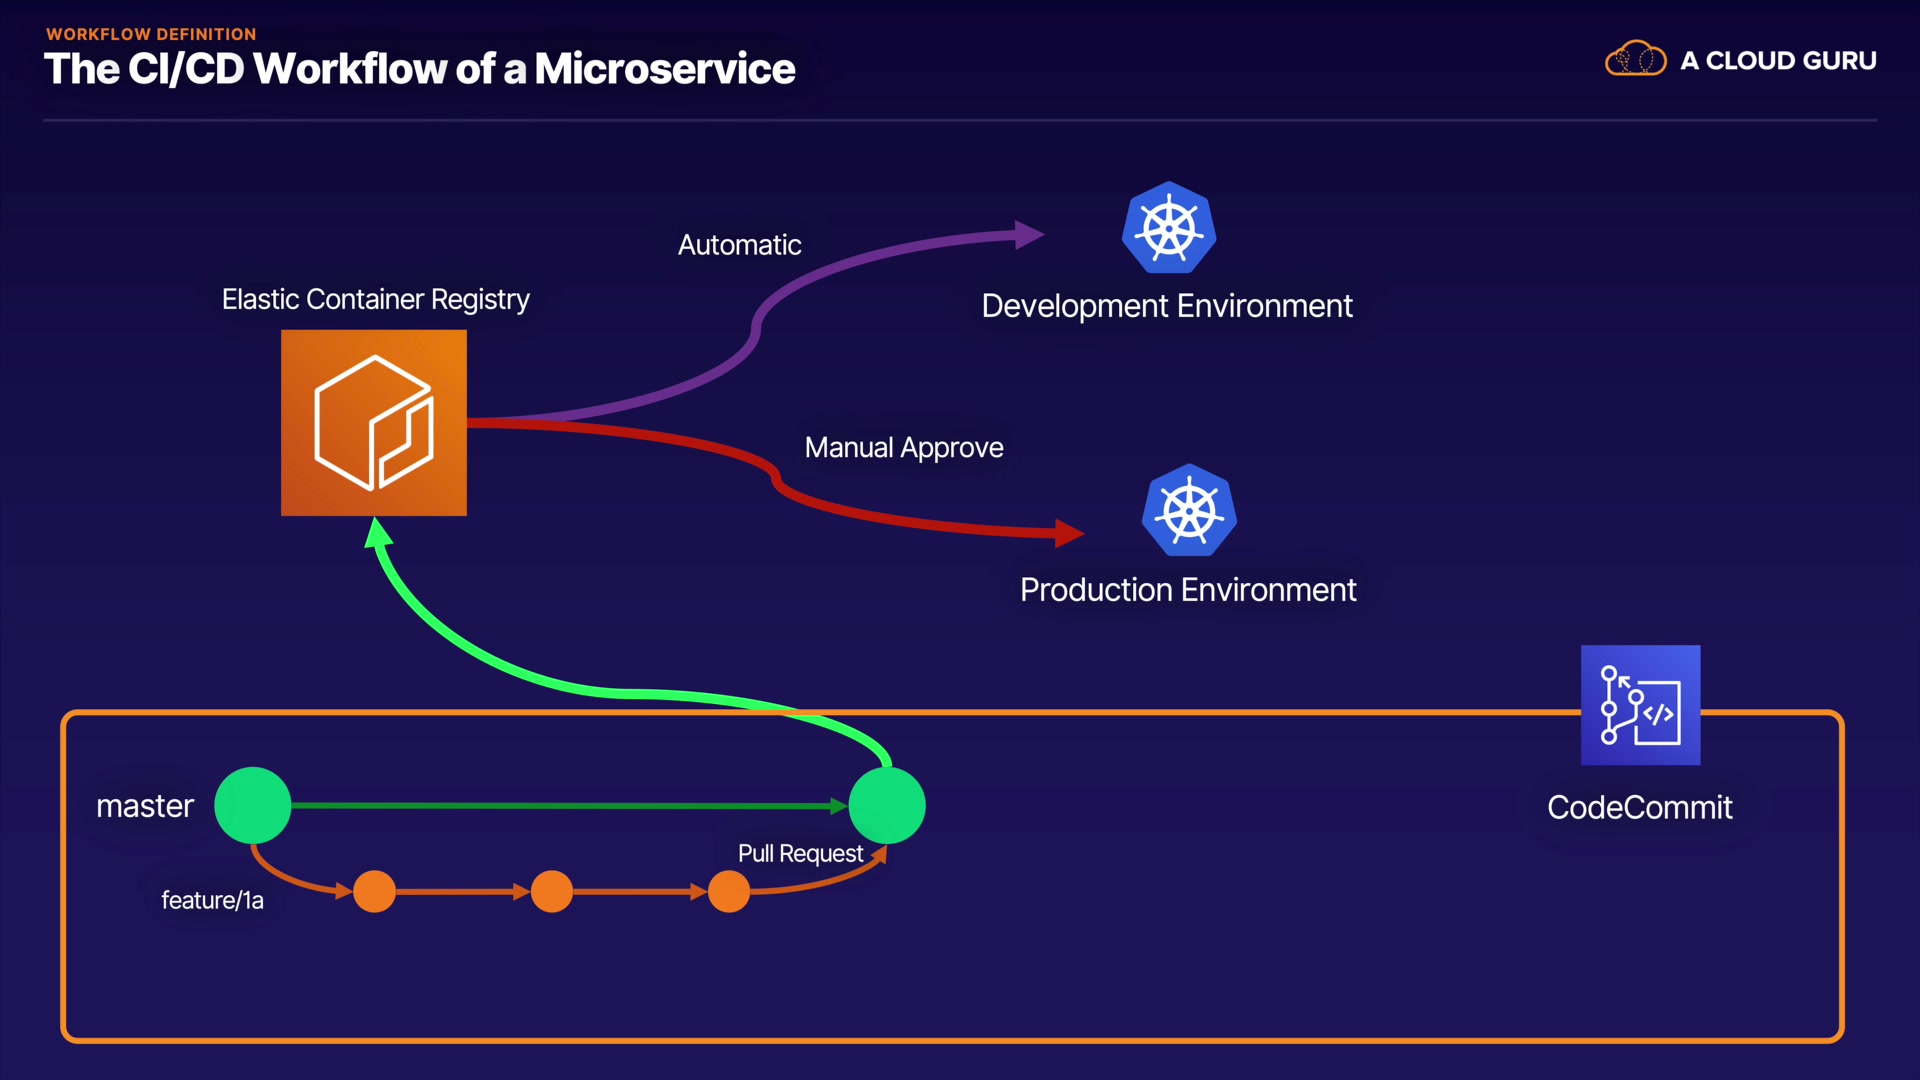 WORKFLOW DEFINITION
The CI/CD Workflow of a Microservice
A CLOUD GURU
Automatic
Elastic Container Registry
Development Environment
Manual Approve
Production Environment
master
CodeCommit
Pull Request
feature/1a